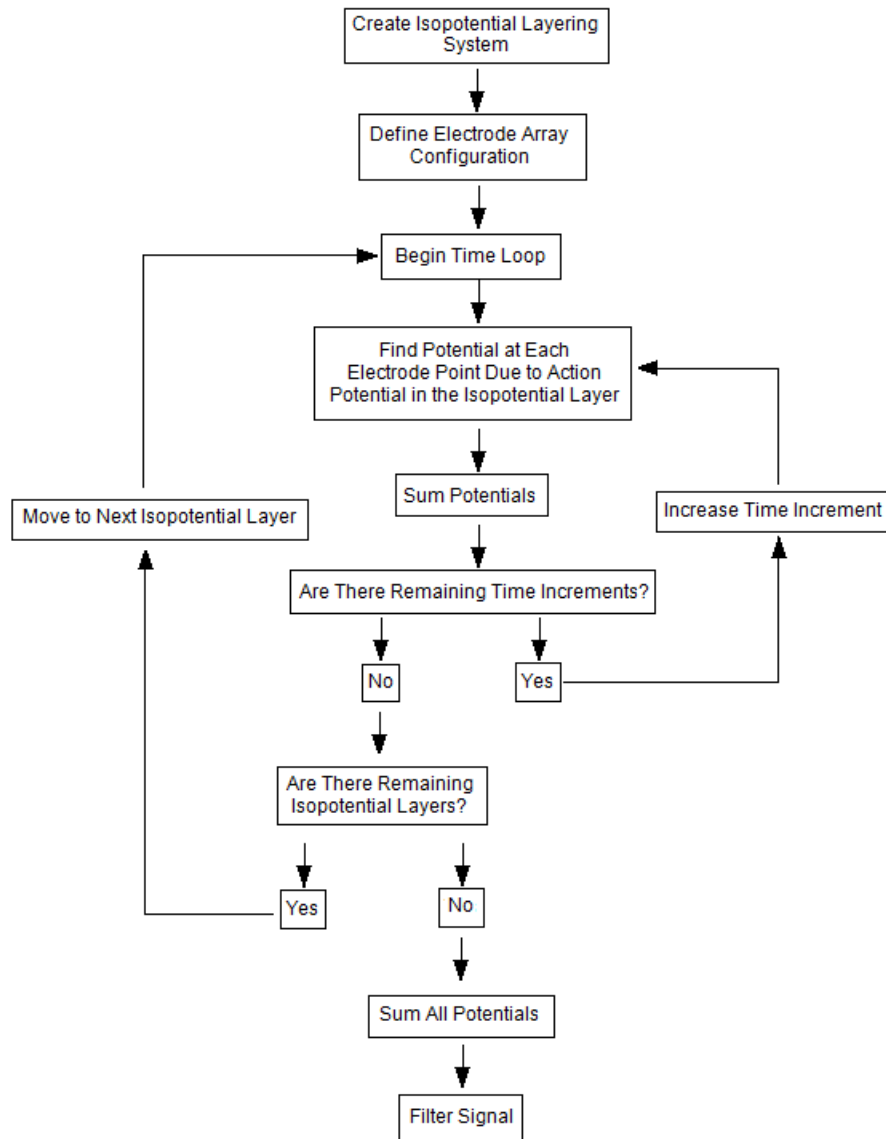 Create Isopotential Layering
System
Define Electrode Array
Configuration
Begin Time Loop
Find Potential at Each
Electrode Point Due to Action
Potential in the Isopotential Layer
Sum Potentials
Move to Next Isopotential Layer
Increase Time Increment
Are There Remaining Time Increments?
No
Yes
Are There Remaining
Isopotential Layers?
Yes
No
Sum All Potentials
Filter Signal